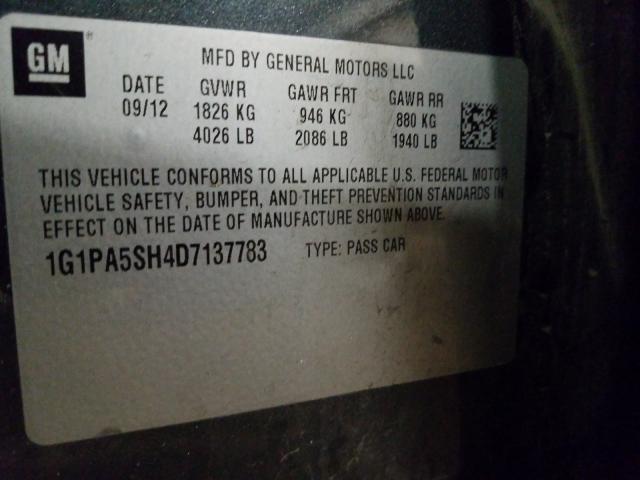 GM®
MFD BY GENERAL MOTORS LLC
DATE GVWR GAWR FRT GAWR RR
09/12 1826 KG 946 KG 880 KG
4026 LB 2086 LB 1940 LB
THIS VEHICLE CONFORMS TO ALL APPLICABLE U.S. FEDERAL MOTOR
VEHICLE SAFETY, BUMPER, AND THEFT PREVENTION STANDARDS IN
EFFECT ON THE DATE OF MANUFACTURE SHOWN ABOVE.
1G1PA5SH4D7137783 TYPE: PASS CAR